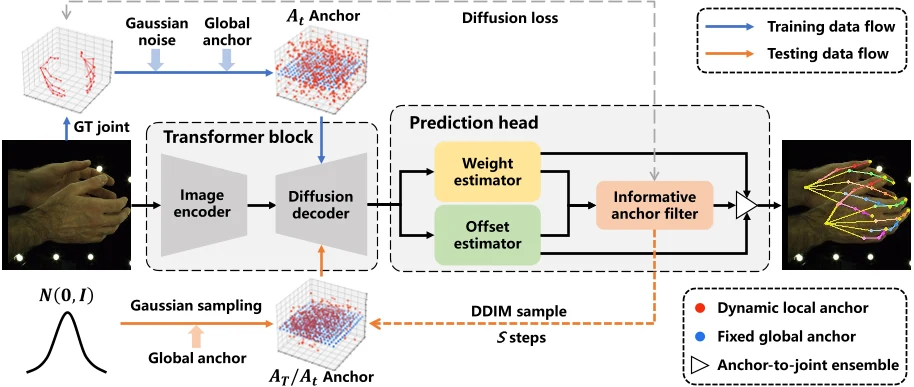 Gaussian
noise
Global
anchor
A_t Anchor
Diffusion loss
Training data flow
Testing data flow
GT joint
Transformer block
Image
encoder
Diffusion
decoder
Prediction head
Weight
estimator
Offset
estimator
Informative
anchor filter
N(0, I)
Gaussian sampling
Global anchor
A_T/A_t Anchor
DDIM sample
S steps
Dynamic local anchor
Fixed global anchor
Anchor-to-joint ensemble